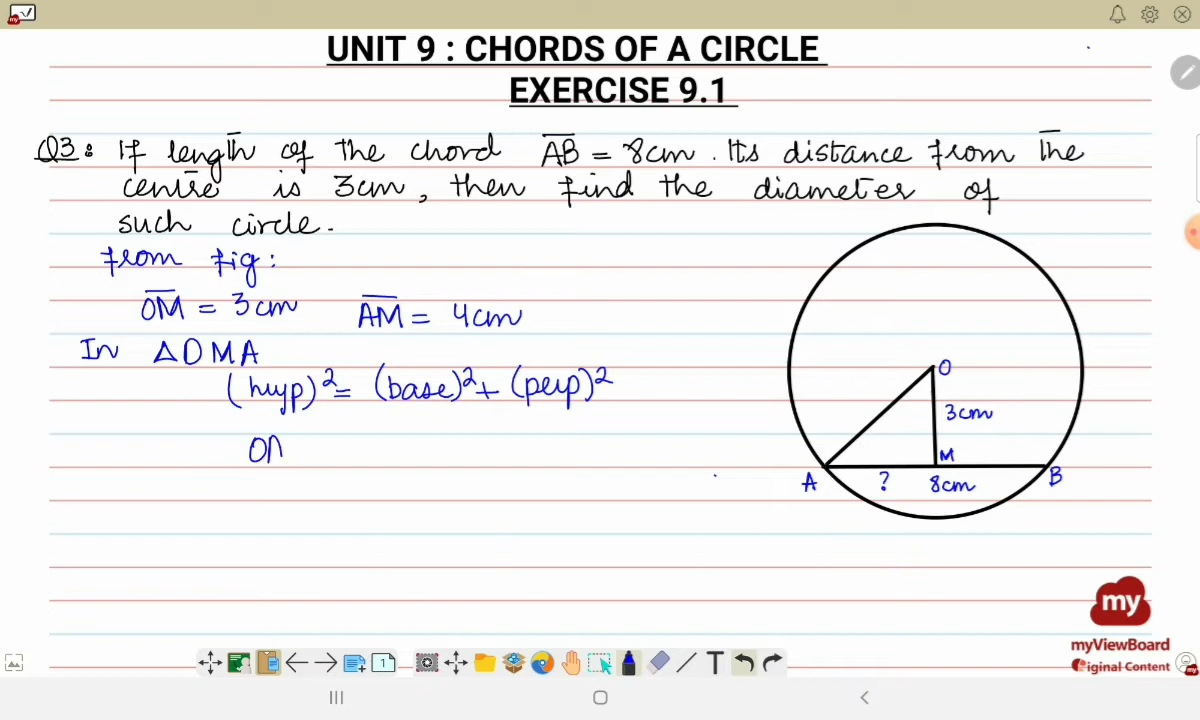 UNIT 9 : CHORDS OF A CIRCLE
EXERCISE 9.1
Q3: If length of the chord AB = 8cm. Its distance from the
centre is 3cm, then find the diameter of
such circle.
from fig:
OM = 3cm AM = 4cm
In △OMA
(hyp)² = (base)² + (perp)²
OA
O
3cm
M
A ? 8cm B
my
myViewBoard
Original Content
1
T